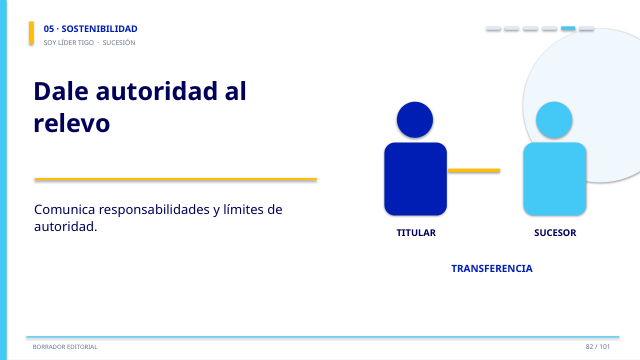 05 · SOSTENIBILIDAD
SOY LÍDER TIGO · SUCESIÓN
Dale autoridad al
relevo
Comunica responsabilidades y límites de
autoridad.
TITULAR
SUCESOR
TRANSFERENCIA
BORRADOR EDITORIAL
82 / 101